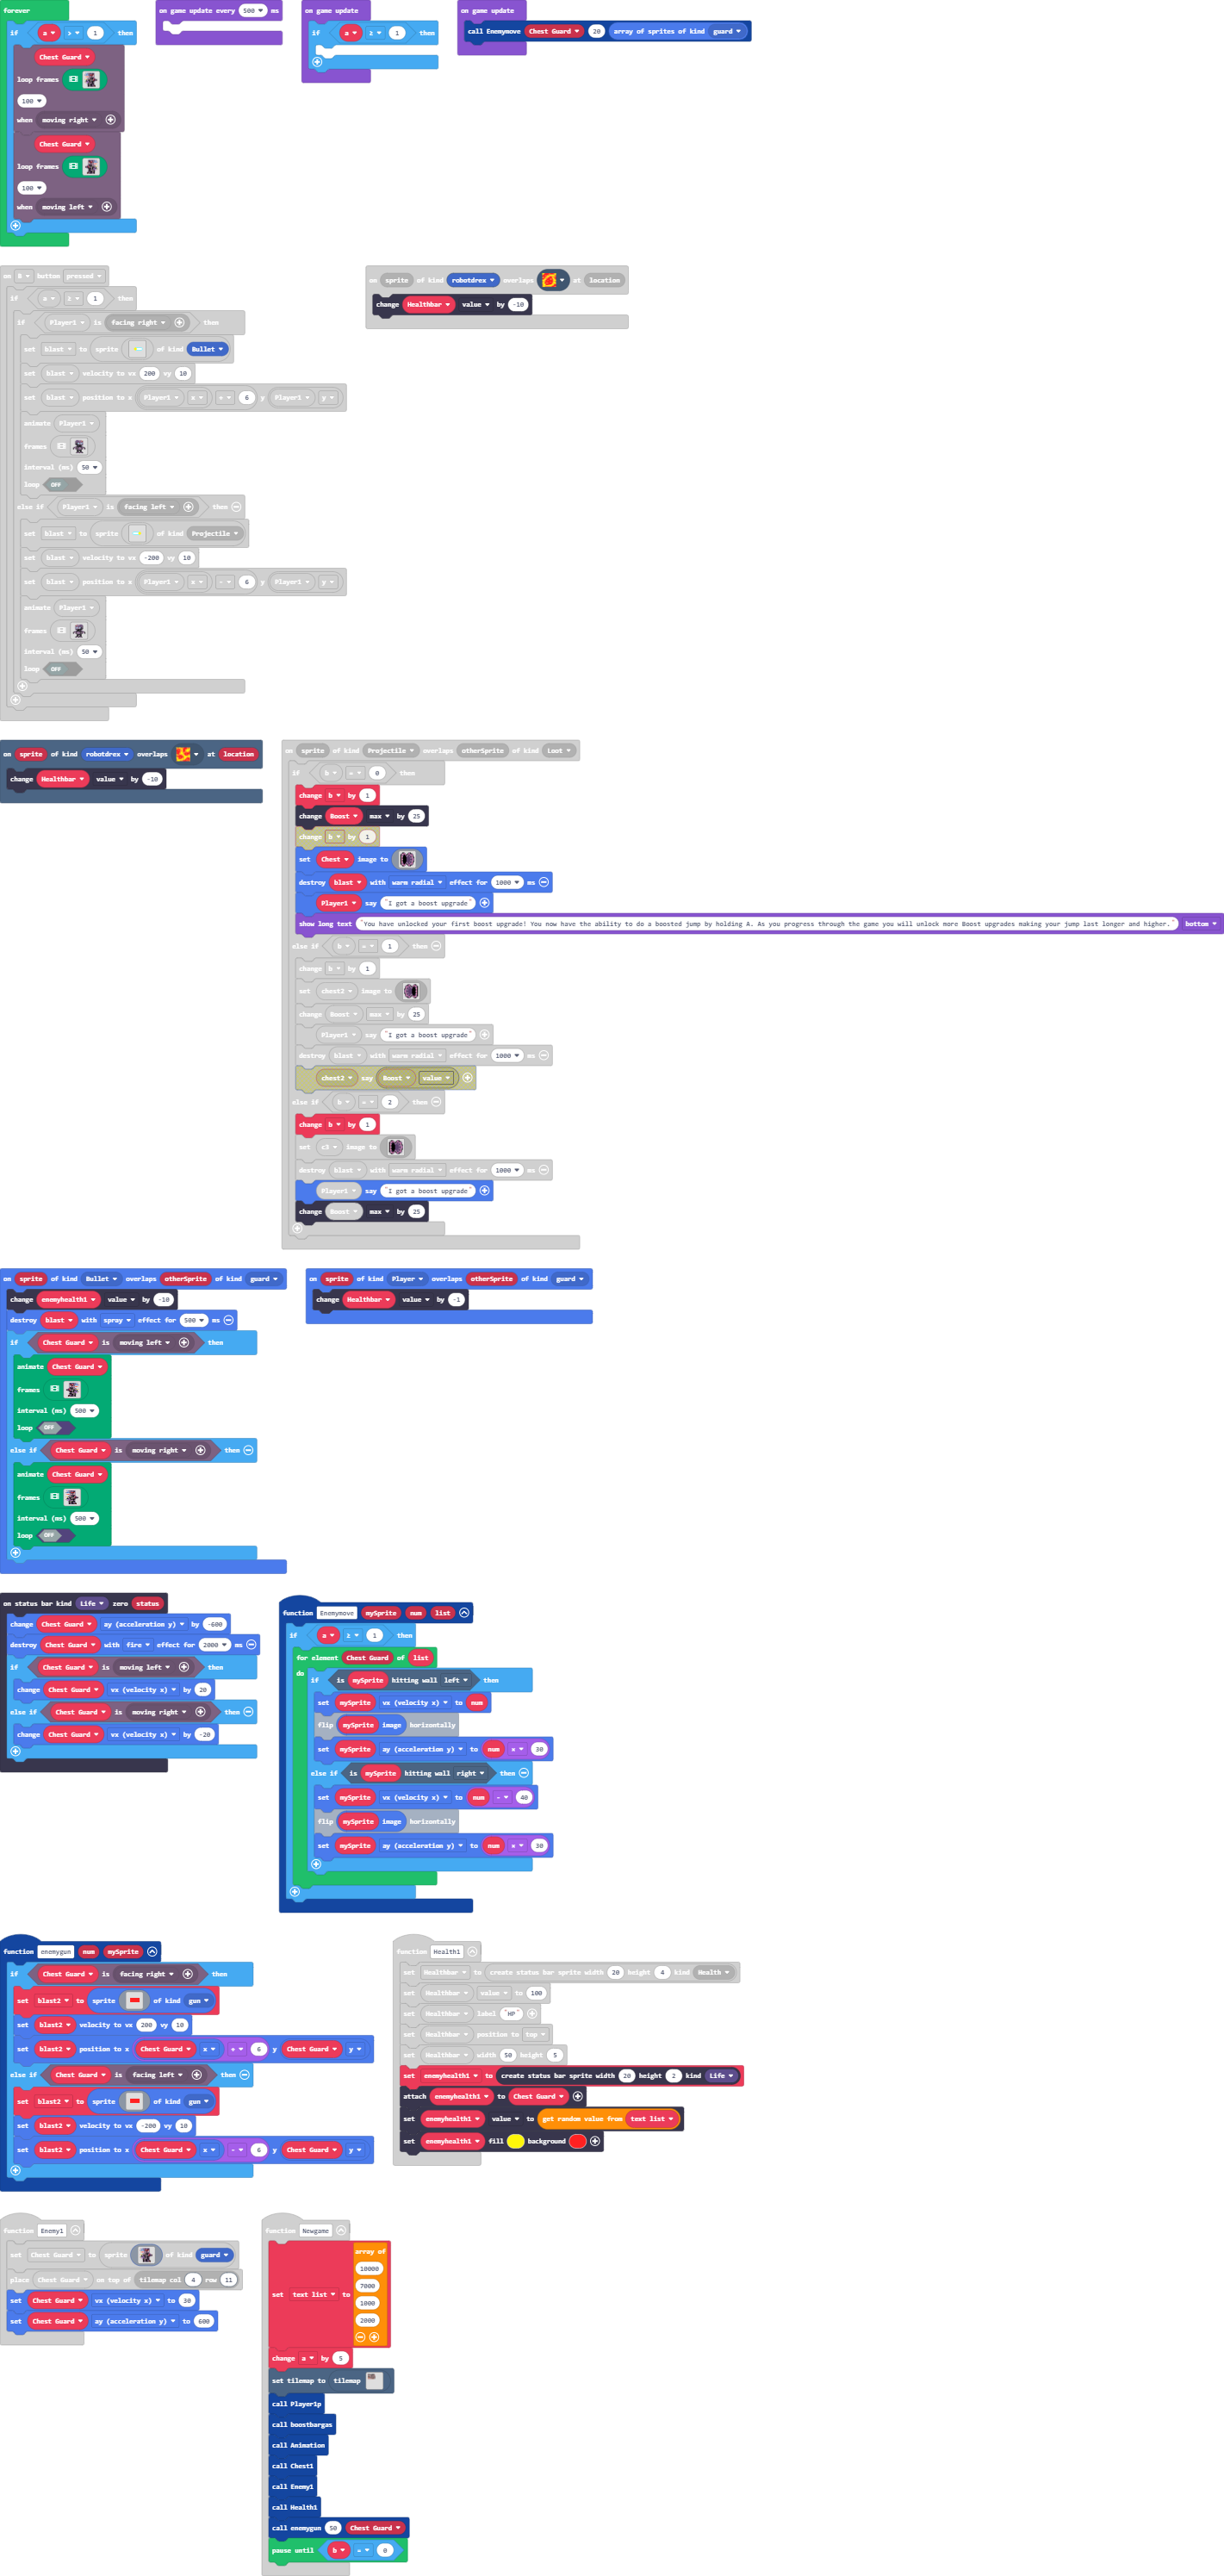 forever
if a > 1 then
Chest Guard
loop frames
100
when moving right
Chest Guard
loop frames
100
when moving left
on game update every 500 ms
on game update
if a ≥ 1 then
on game update
call Enemymove Chest Guard 20 array of sprites of kind guard
on B button pressed
if a ≥ 1 then
if Player1 is facing right then
set blast to sprite of kind Bullet
set blast velocity to vx 200 vy 10
set blast position to x Player1 x + 6 y Player1 y
animate Player1
frames
interval (ms) 50
loop OFF
else if Player1 is facing left then
set blast to sprite of kind Projectile
set blast velocity to vx -200 vy 10
set blast position to x Player1 x - 6 y Player1 y
animate Player1
frames
interval (ms) 50
loop OFF
on sprite of kind robotdrex overlaps at location
change Healthbar value by -10
on sprite of kind robotdrex overlaps at location
change Healthbar value by -10
on sprite of kind Projectile overlaps otherSprite of kind Loot
if b = 0 then
change b by 1
change Boost max by 25
change b by 1
set Chest image to
destroy blast with warm radial effect for 1000 ms
Player1 say "I got a boost upgrade"
show long text "You have unlocked your first boost upgrade! You now have the ability to do a boosted jump by holding A. As you progress through the game you will unlock more Boost upgrades making your jump last longer and higher." bottom
else if b = 1 then
change b by 1
set chest2 image to
change Boost max by 25
Player1 say "I got a boost upgrade"
destroy blast with warm radial effect for 1000 ms
chest2 say Boost value
else if b = 2 then
change b by 1
set c3 image to
destroy blast with warm radial effect for 1000 ms
Player1 say "I got a boost upgrade"
change Boost max by 25
on sprite of kind Bullet overlaps otherSprite of kind guard
change enemyhealth1 value by -10
destroy blast with spray effect for 500 ms
if Chest Guard is moving left then
animate Chest Guard
frames
interval (ms) 500
loop OFF
else if Chest Guard is moving right then
animate Chest Guard
frames
interval (ms) 500
loop OFF
on sprite of kind Player overlaps otherSprite of kind guard
change Healthbar value by -1
on status bar kind Life zero status
change Chest Guard ay (acceleration y) by -600
destroy Chest Guard with fire effect for 2000 ms
if Chest Guard is moving left then
change Chest Guard vx (velocity x) by 20
else if Chest Guard is moving right then
change Chest Guard vx (velocity x) by -20
function Enemymove mySprite num list
if a ≥ 1 then
for element Chest Guard of list
do if is mySprite hitting wall left then
set mySprite vx (velocity x) to num
flip mySprite image horizontally
set mySprite ay (acceleration y) to num × 30
else if is mySprite hitting wall right then
set mySprite vx (velocity x) to num - 40
flip mySprite image horizontally
set mySprite ay (acceleration y) to num × 30
function enemygun num mySprite
if Chest Guard is facing right then
set blast2 to sprite of kind gun
set blast2 velocity to vx 200 vy 10
set blast2 position to x Chest Guard x + 6 y Chest Guard y
else if Chest Guard is facing left then
set blast2 to sprite of kind gun
set blast2 velocity to vx -200 vy 10
set blast2 position to x Chest Guard x - 6 y Chest Guard y
function Health1
set Healthbar to create status bar sprite width 20 height 4 kind Health
set Healthbar value to 100
set Healthbar label "HP"
set Healthbar position to top
set Healthbar width 50 height 5
set enemyhealth1 to create status bar sprite width 20 height 2 kind Life
attach enemyhealth1 to Chest Guard
set enemyhealth1 value to get random value from text list
set enemyhealth1 fill background
function Enemy1
set Chest Guard to sprite of kind guard
place Chest Guard on top of tilemap col 4 row 11
set Chest Guard vx (velocity x) to 30
set Chest Guard ay (acceleration y) to 600
function Newgame
set text list to array of
10000
7000
1000
2000
change a by 5
set tilemap to tilemap
call Player1p
call boostbargas
call Animation
call Chest1
call Enemy1
call Health1
call enemygun 50 Chest Guard
pause until b = 0